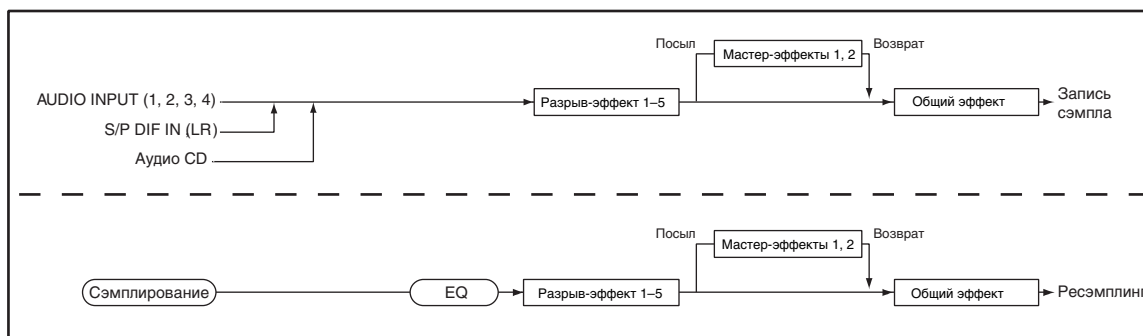 Посыл Возврат
Мастер-эффекты 1, 2
AUDIO INPUT (1, 2, 3, 4) Разрыв-эффект 1–5 Общий эффект Запись
сэмпла
S/P DIF IN (LR)
Аудио CD
Посыл Возврат
Мастер-эффекты 1, 2
Сэмплирование EQ Разрыв-эффект 1–5 Общий эффект Ресэмплинг